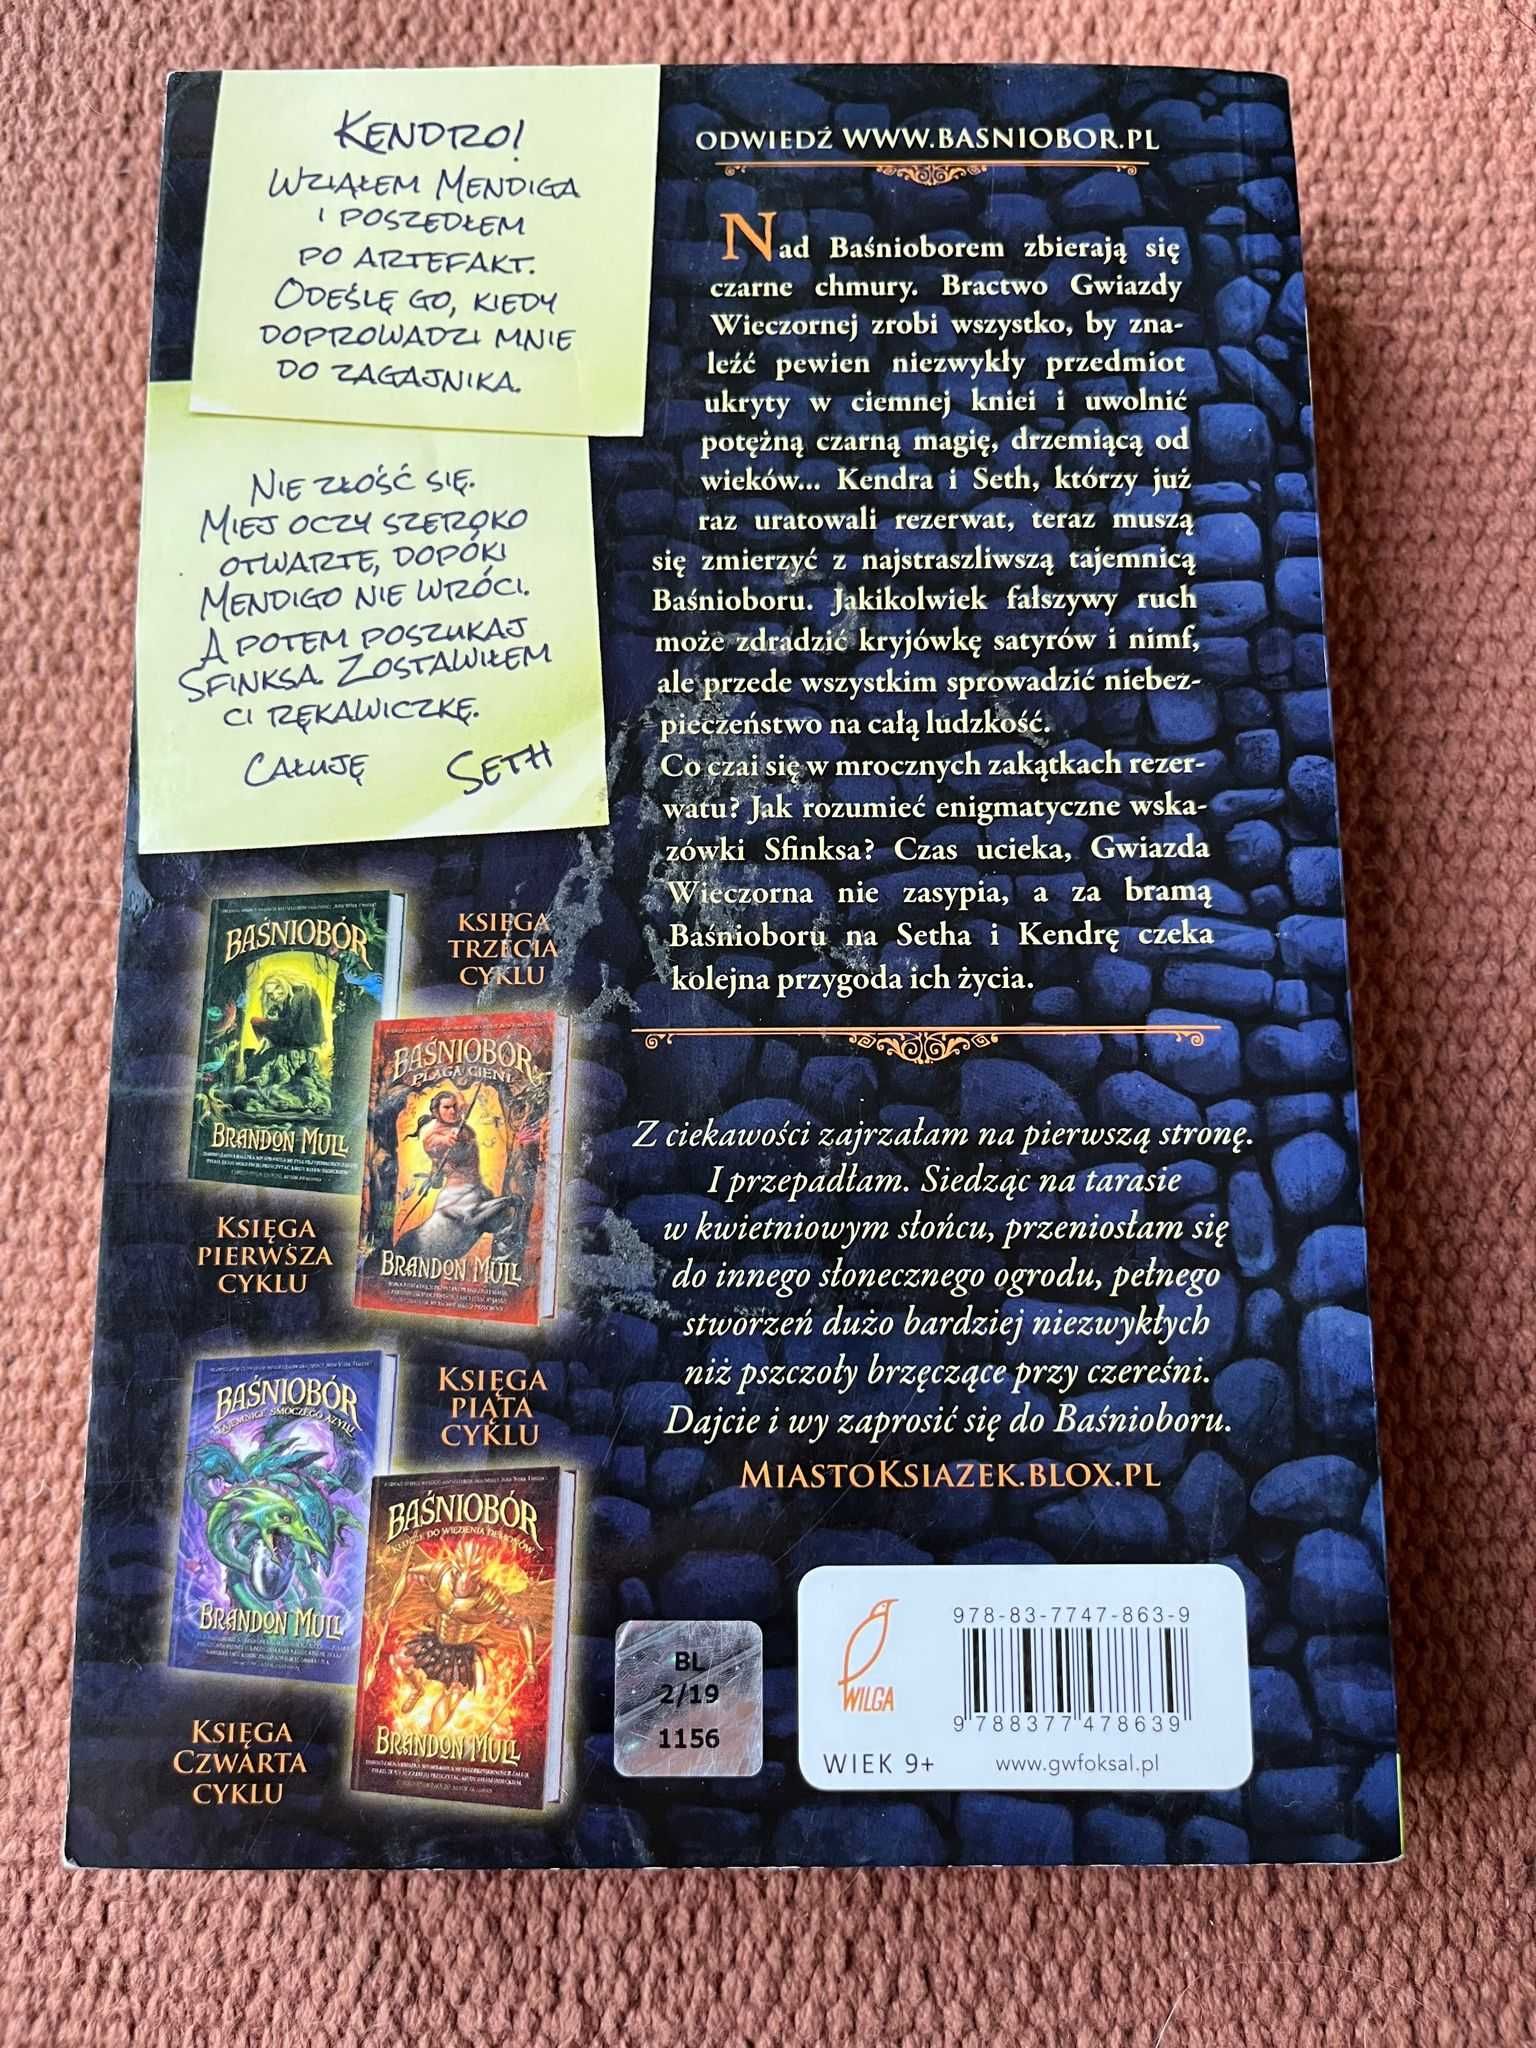 KENDRO!
WZIĄŁEM MENDIGA
I POSZEDŁEM
PO ARTEFAKT.
ODEŚLĘ GO, KIEDY
DOPROWADZI MNIE
DO ZAGAJNIKA.
NIE ZŁOŚĆ SIĘ.
MIEJ OCZY SZEROKO
OTWARTE, DOPÓKI
MENDIGO NIE WRÓCI.
A POTEM POSZUKAJ
SFINKSA. ZOSTAWIŁEM
CI RĘKAWICZKĘ.
CAŁUJĘ SETH
ODWIEDŹ WWW.BASNIOBOR.PL
Nad Baśnioborem zbierają się
czarne chmury. Bractwo Gwiazdy
Wieczornej zrobi wszystko, by zna-
leźć pewien niezwykły przedmiot
ukryty w ciemnej kniei i uwolnić
potężną czarną magię, drzemiącą od
wieków... Kendra i Seth, którzy już
raz uratowali rezerwat, teraz muszą
się zmierzyć z najstraszliwszą tajemnicą
Baśnioboru. Jakikolwiek fałszywy ruch
może zdradzić kryjówkę satyrów i nimf,
ale przede wszystkim sprowadzić niebez-
pieczeństwo na całą ludzkość.
Co czai się w mrocznych zakątkach rezer-
watu? Jak rozumieć enigmatyczne wska-
zówki Sfinksa? Czas ucieka, Gwiazda
Wieczorna nie zasypia, a za bramą
Baśnioboru na Setha i Kendrę czeka
kolejna przygoda ich życia.
BAŚNIOBÓR
BRANDON MULL
KSIĘGA
PIERWSZA
CYKLU
KSIĘGA
TRZECIA
CYKLU
BAŚNIOBÓR
PLAGA CIENI
BRANDON MULL
BAŚNIOBÓR
TAJEMNICE SMOCZEGO AZYLU
BRANDON MULL
KSIĘGA
CZWARTA
CYKLU
KSIĘGA
PIĄTA
CYKLU
BAŚNIOBÓR
KLUCZE DO WIĘZIENIA DEMONÓW
BRANDON MULL
Z ciekawości zajrzałam na pierwszą stronę.
I przepadłam. Siedząc na tarasie
w kwietniowym słońcu, przeniosłam się
do innego słonecznego ogrodu, pełnego
stworzeń dużo bardziej niezwykłych
niż pszczoły brzęczące przy czereśni.
Dajcie i wy zaprosić się do Baśnioboru.
MIASTOKSIAZEK.BLOX.PL
BL
2/19
1156
WILGA
WIEK 9+
978-83-7747-863-9
9 788377 478639
www.gwfoksal.pl